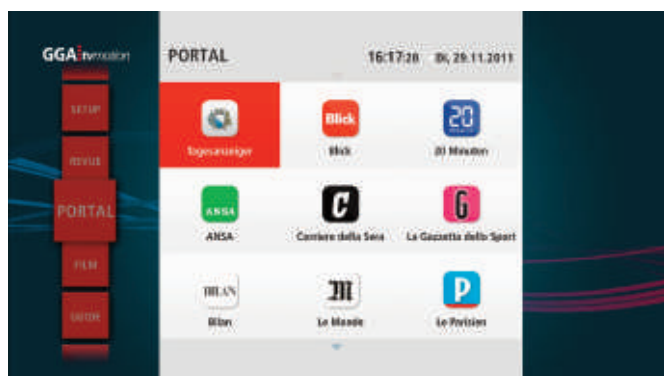 GGA itvmotion
PORTAL 16:17:20 Di, 29.11.2011
SETUP
REVUE
PORTAL
FILM
GUIDE
Tagesanzeiger Blick Blick 20 20 Minuten
ANSA ANSA Corriere della Sera La Gazzetta dello Sport
BILAN Bilan Le Monde Le Parisien